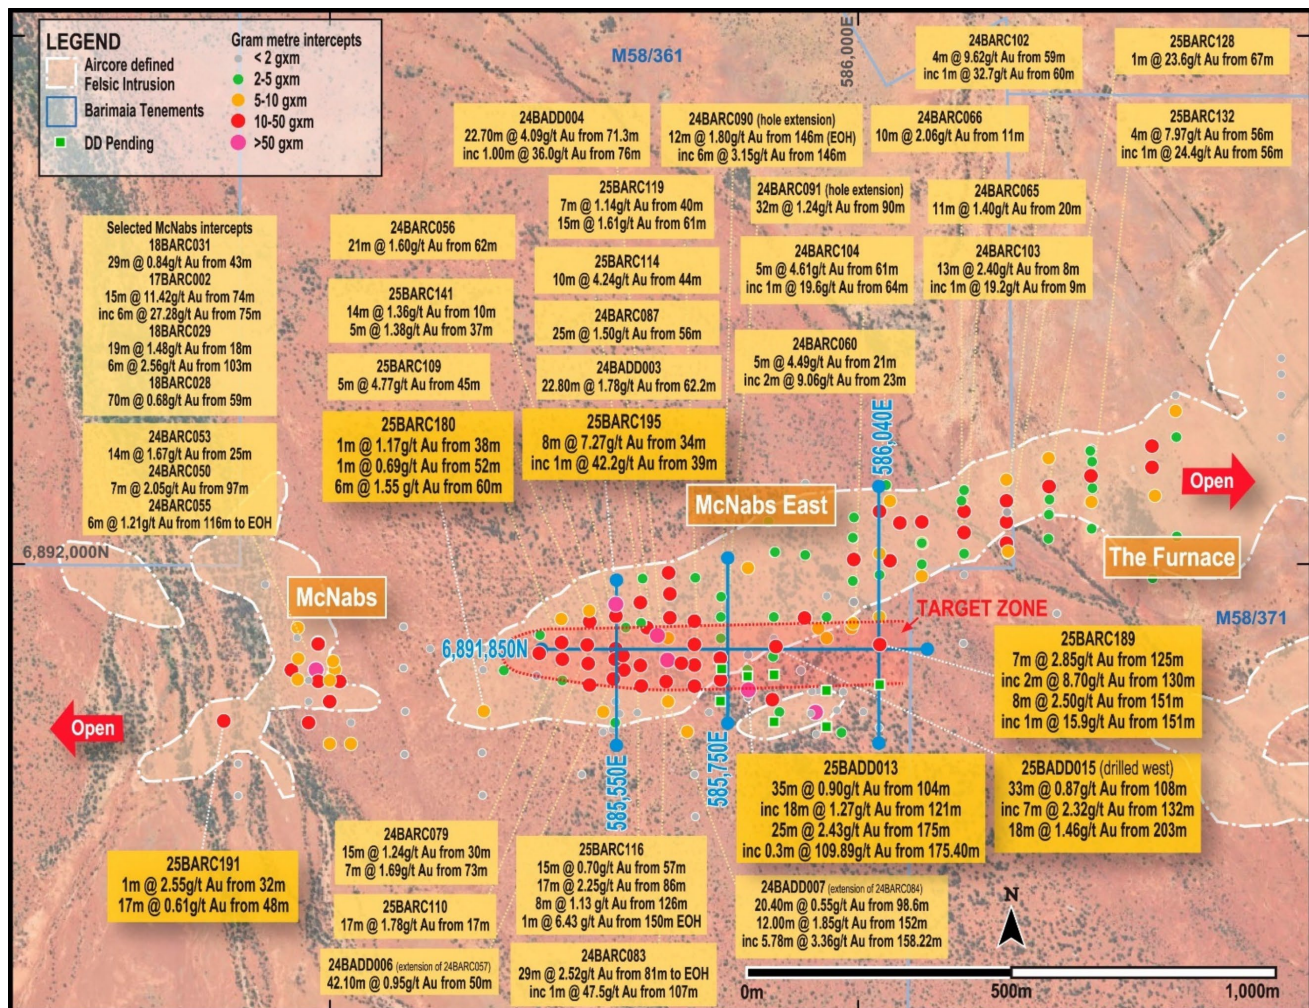 LEGEND
Aircore defined
Felsic Intrusion
Barimaia Tenements
DD Pending
Gram metre intercepts
< 2 gxm
2-5 gxm
5-10 gxm
10-50 gxm
>50 gxm
M58/361
586,000E
24BARC102
4m @ 9.62g/t Au from 59m
inc 1m @ 32.7g/t Au from 60m
25BARC128
1m @ 23.6g/t Au from 67m
24BADD004
22.70m @ 4.09g/t Au from 71.3m
inc 1.00m @ 36.0g/t Au from 76m
24BARC090 (hole extension)
12m @ 1.80g/t Au from 146m (EOH)
inc 6m @ 3.15g/t Au from 146m
24BARC066
10m @ 2.06g/t Au from 11m
25BARC132
4m @ 7.97g/t Au from 56m
inc 1m @ 24.4g/t Au from 56m
25BARC119
7m @ 1.14g/t Au from 40m
15m @ 1.61g/t Au from 61m
24BARC091 (hole extension)
32m @ 1.24g/t Au from 90m
24BARC065
11m @ 1.40g/t Au from 20m
Selected McNabs intercepts
18BARC031
29m @ 0.84g/t Au from 43m
17BARC002
15m @ 11.42g/t Au from 74m
inc 6m @ 27.28g/t Au from 75m
18BARC029
19m @ 1.48g/t Au from 18m
6m @ 2.56g/t Au from 103m
18BARC028
70m @ 0.68g/t Au from 59m
24BARC056
21m @ 1.60g/t Au from 62m
25BARC114
10m @ 4.24g/t Au from 44m
24BARC104
5m @ 4.61g/t Au from 61m
inc 1m @ 19.6g/t Au from 64m
24BARC103
13m @ 2.40g/t Au from 8m
inc 1m @ 19.2g/t Au from 9m
25BARC141
14m @ 1.36g/t Au from 10m
5m @ 1.38g/t Au from 37m
24BARC087
25m @ 1.50g/t Au from 56m
24BARC060
5m @ 4.49g/t Au from 21m
inc 2m @ 9.06g/t Au from 23m
25BARC109
5m @ 4.77g/t Au from 45m
24BADD003
22.80m @ 1.78g/t Au from 62.2m
25BARC180
1m @ 1.17g/t Au from 38m
1m @ 0.69g/t Au from 52m
6m @ 1.55 g/t Au from 60m
25BARC195
8m @ 7.27g/t Au from 34m
inc 1m @ 42.2g/t Au from 39m
24BARC053
14m @ 1.67g/t Au from 25m
24BARC050
7m @ 2.05g/t Au from 97m
24BARC055
6m @ 1.21g/t Au from 116m to EOH
586,040E
McNabs East
Open
6,892,000N
The Furnace
McNabs
TARGET ZONE
M58/371
6,891,850N
25BARC189
7m @ 2.85g/t Au from 125m
inc 2m @ 8.70g/t Au from 130m
8m @ 2.50g/t Au from 151m
inc 1m @ 15.9g/t Au from 151m
Open
585,550E
585,750E
25BADD013
35m @ 0.90g/t Au from 104m
inc 18m @ 1.27g/t Au from 121m
25m @ 2.43g/t Au from 175m
inc 0.3m @ 109.89g/t Au from 175.40m
25BADD015 (drilled west)
33m @ 0.87g/t Au from 108m
inc 7m @ 2.32g/t Au from 132m
18m @ 1.46g/t Au from 203m
24BARC079
15m @ 1.24g/t Au from 30m
7m @ 1.69g/t Au from 73m
25BARC116
15m @ 0.70g/t Au from 57m
17m @ 2.25g/t Au from 86m
8m @ 1.13 g/t Au from 126m
1m @ 6.43 g/t Au from 150m EOH
25BARC191
1m @ 2.55g/t Au from 32m
17m @ 0.61g/t Au from 48m
24BADD007 (extension of 24BARC084)
20.40m @ 0.55g/t Au from 98.6m
12.00m @ 1.85g/t Au from 152m
inc 5.78m @ 3.36g/t Au from 158.22m
25BARC110
17m @ 1.78g/t Au from 17m
24BADD006 (extension of 24BARC057)
42.10m @ 0.95g/t Au from 50m
24BARC083
29m @ 2.52g/t Au from 81m to EOH
inc 1m @ 47.5g/t Au from 107m
N
0m
500m
1,000m